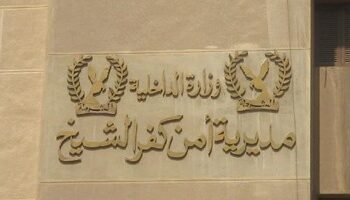 وزارة الداخلية
مديرية أمن كفر الشيخ